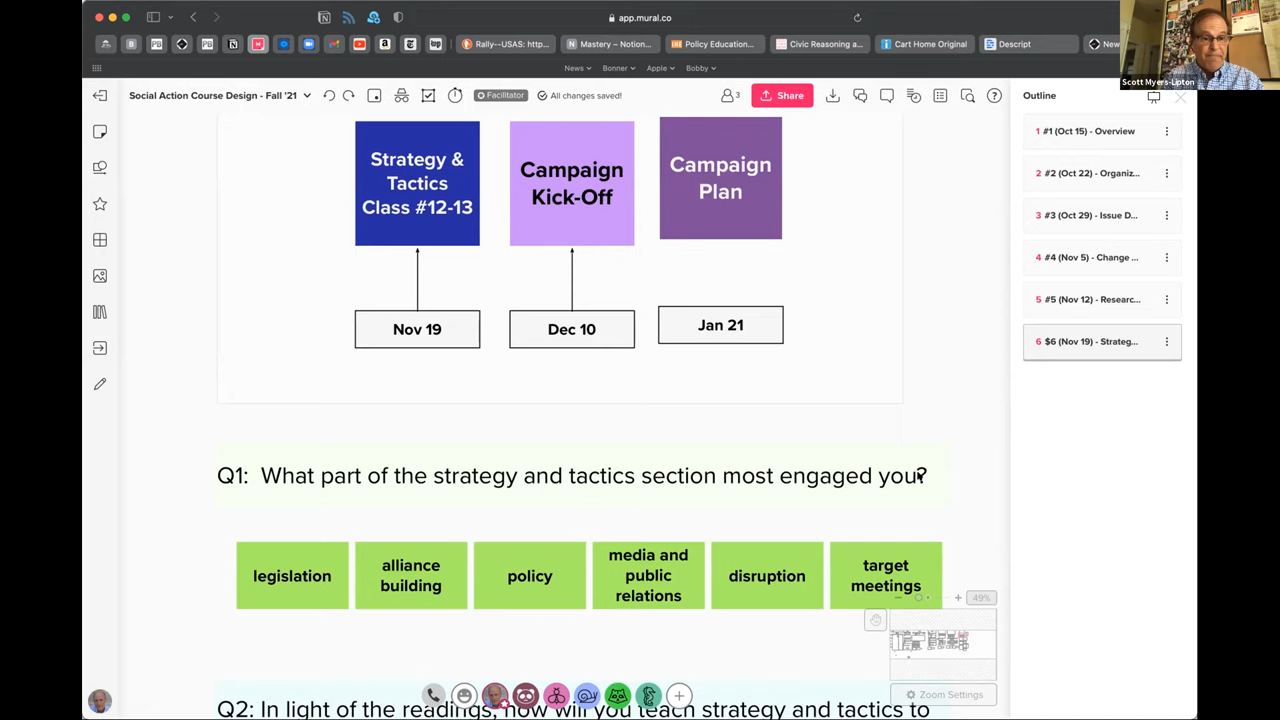 app.mural.co
Rally--USAS: http...
Mastery – Notion...
Policy Education...
Civic Reasoning a...
Cart Home Original
Descript
New
News
Bonner
Apple
Bobby
Scott Myers-Lipton
Social Action Course Design - Fall '21
Facilitator
All changes saved!
3
Share
Outline
1 #1 (Oct 15) - Overview
2 #2 (Oct 22) - Organiz...
3 #3 (Oct 29) - Issue D...
4 #4 (Nov 5) - Change ...
5 #5 (Nov 12) - Researc...
6 $6 (Nov 19) - Strateg...
Strategy &
Tactics
Class #12-13
Campaign
Kick-Off
Campaign
Plan
Nov 19
Dec 10
Jan 21
Q1: What part of the strategy and tactics section most engaged you?
legislation
alliance
building
policy
media and
public
relations
disruption
target
meetings
49%
Zoom Settings
Q2: In light of the readings, how will you teach strategy and tactics to